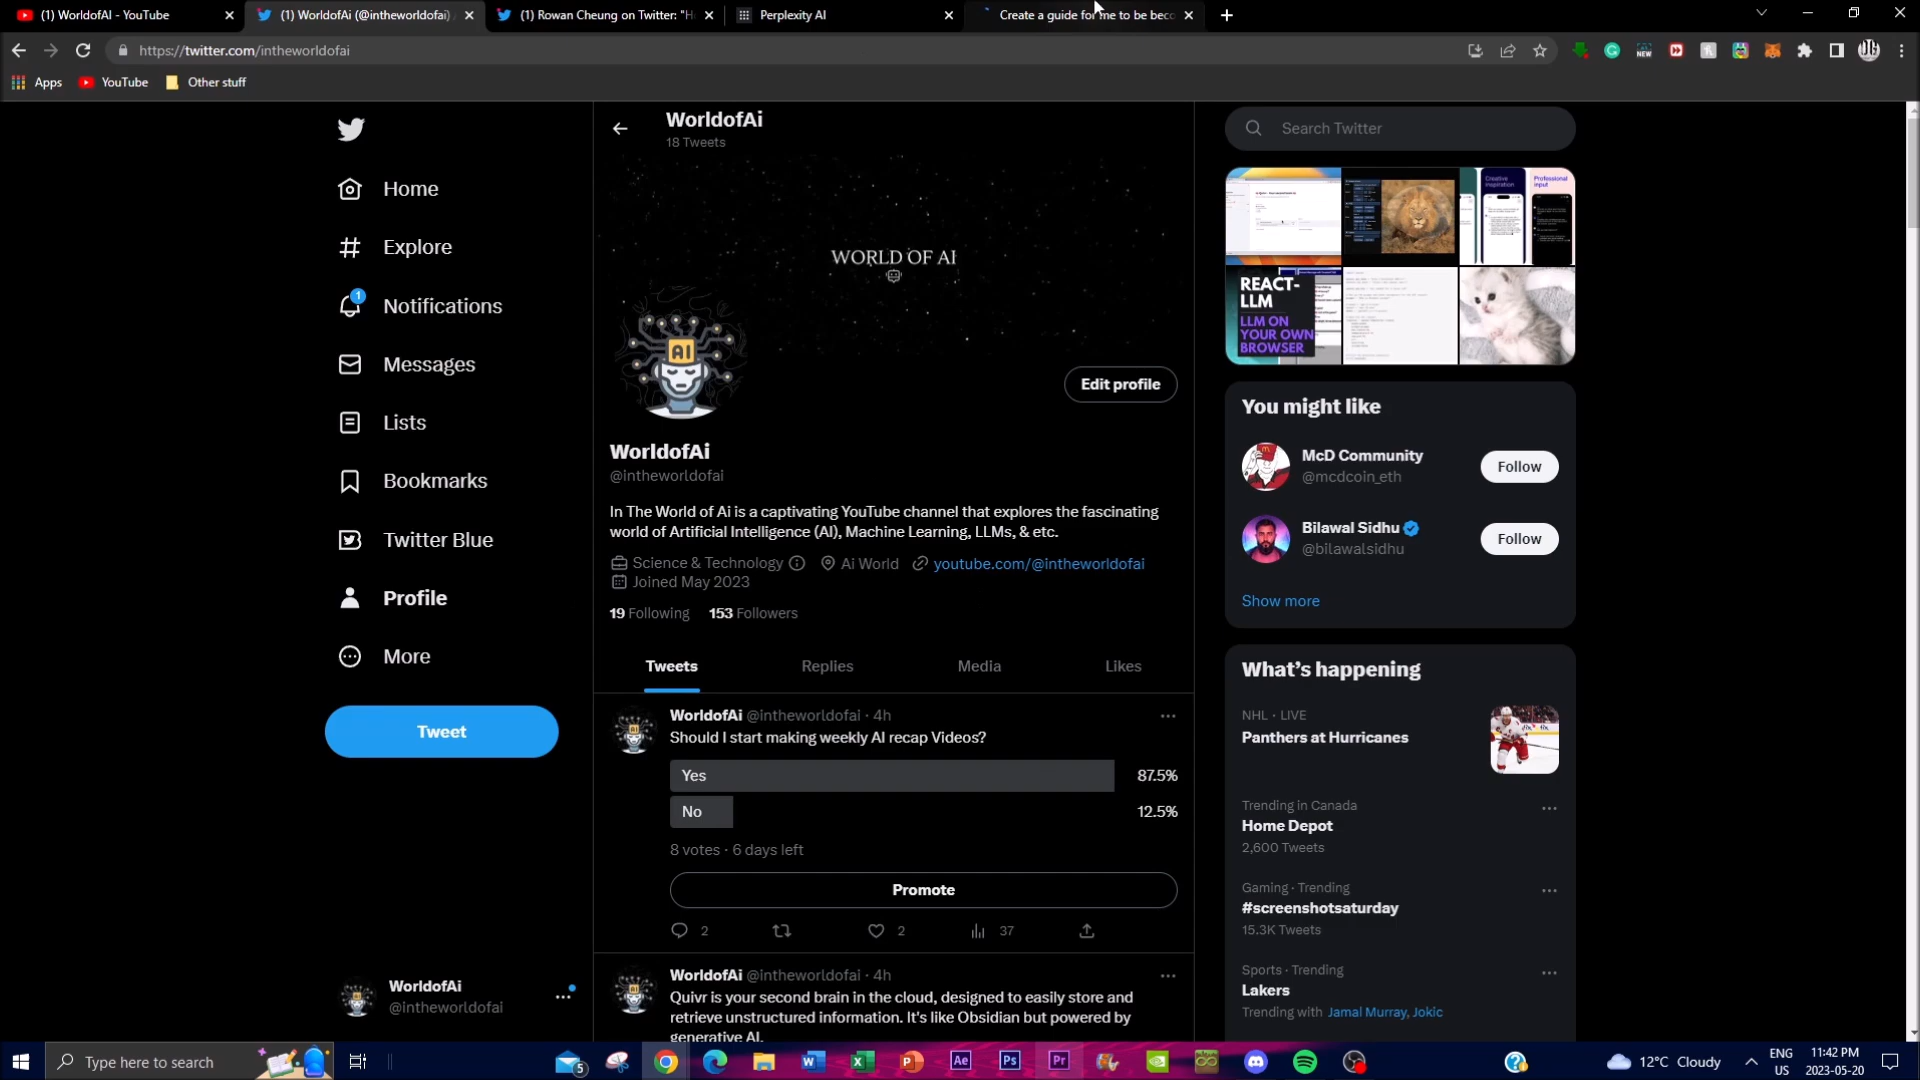 (1) WorldofAI - YouTube
(1) WorldofAi (@intheworldofai)
(1) Rowan Cheung on Twitter: "H
Perplexity AI
Create a guide for me to be beco
https://twitter.com/intheworldofai
Apps
YouTube
Other stuff
WorldofAi
18 Tweets
Search Twitter
Home
Explore
1
Notifications
Messages
Lists
Bookmarks
Twitter Blue
Profile
More
Tweet
WorldofAi
@intheworldofai
WORLD OF AI
AI
Edit profile
WorldofAi
@intheworldofai
In The World of Ai is a captivating YouTube channel that explores the fascinating
world of Artificial Intelligence (AI), Machine Learning, LLMs, & etc.
Science & Technology
Ai World
youtube.com/@intheworldofai
Joined May 2023
19 Following
153 Followers
Tweets
Replies
Media
Likes
WorldofAi @intheworldofai · 4h
Should I start making weekly AI recap Videos?
Yes
87.5%
No
12.5%
8 votes · 6 days left
Promote
2
2
37
WorldofAi @intheworldofai · 4h
Quivr is your second brain in the cloud, designed to easily store and
retrieve unstructured information. It's like Obsidian but powered by
generative AI.
Creative
inspiration
Professional
input
REACT-
LLM
LLM ON
YOUR OWN
BROWSER
You might like
McD Community
@mcdcoin_eth
Follow
Bilawal Sidhu
@bilawalsidhu
Follow
Show more
What's happening
NHL · LIVE
Panthers at Hurricanes
Trending in Canada
Home Depot
2,600 Tweets
Gaming · Trending
#screenshotsaturday
15.3K Tweets
Sports · Trending
Lakers
Trending with Jamal Murray, Jokic
Type here to search
5
Ae
Ps
Pr
12°C Cloudy
ENG
US
11:42 PM
2023-05-20